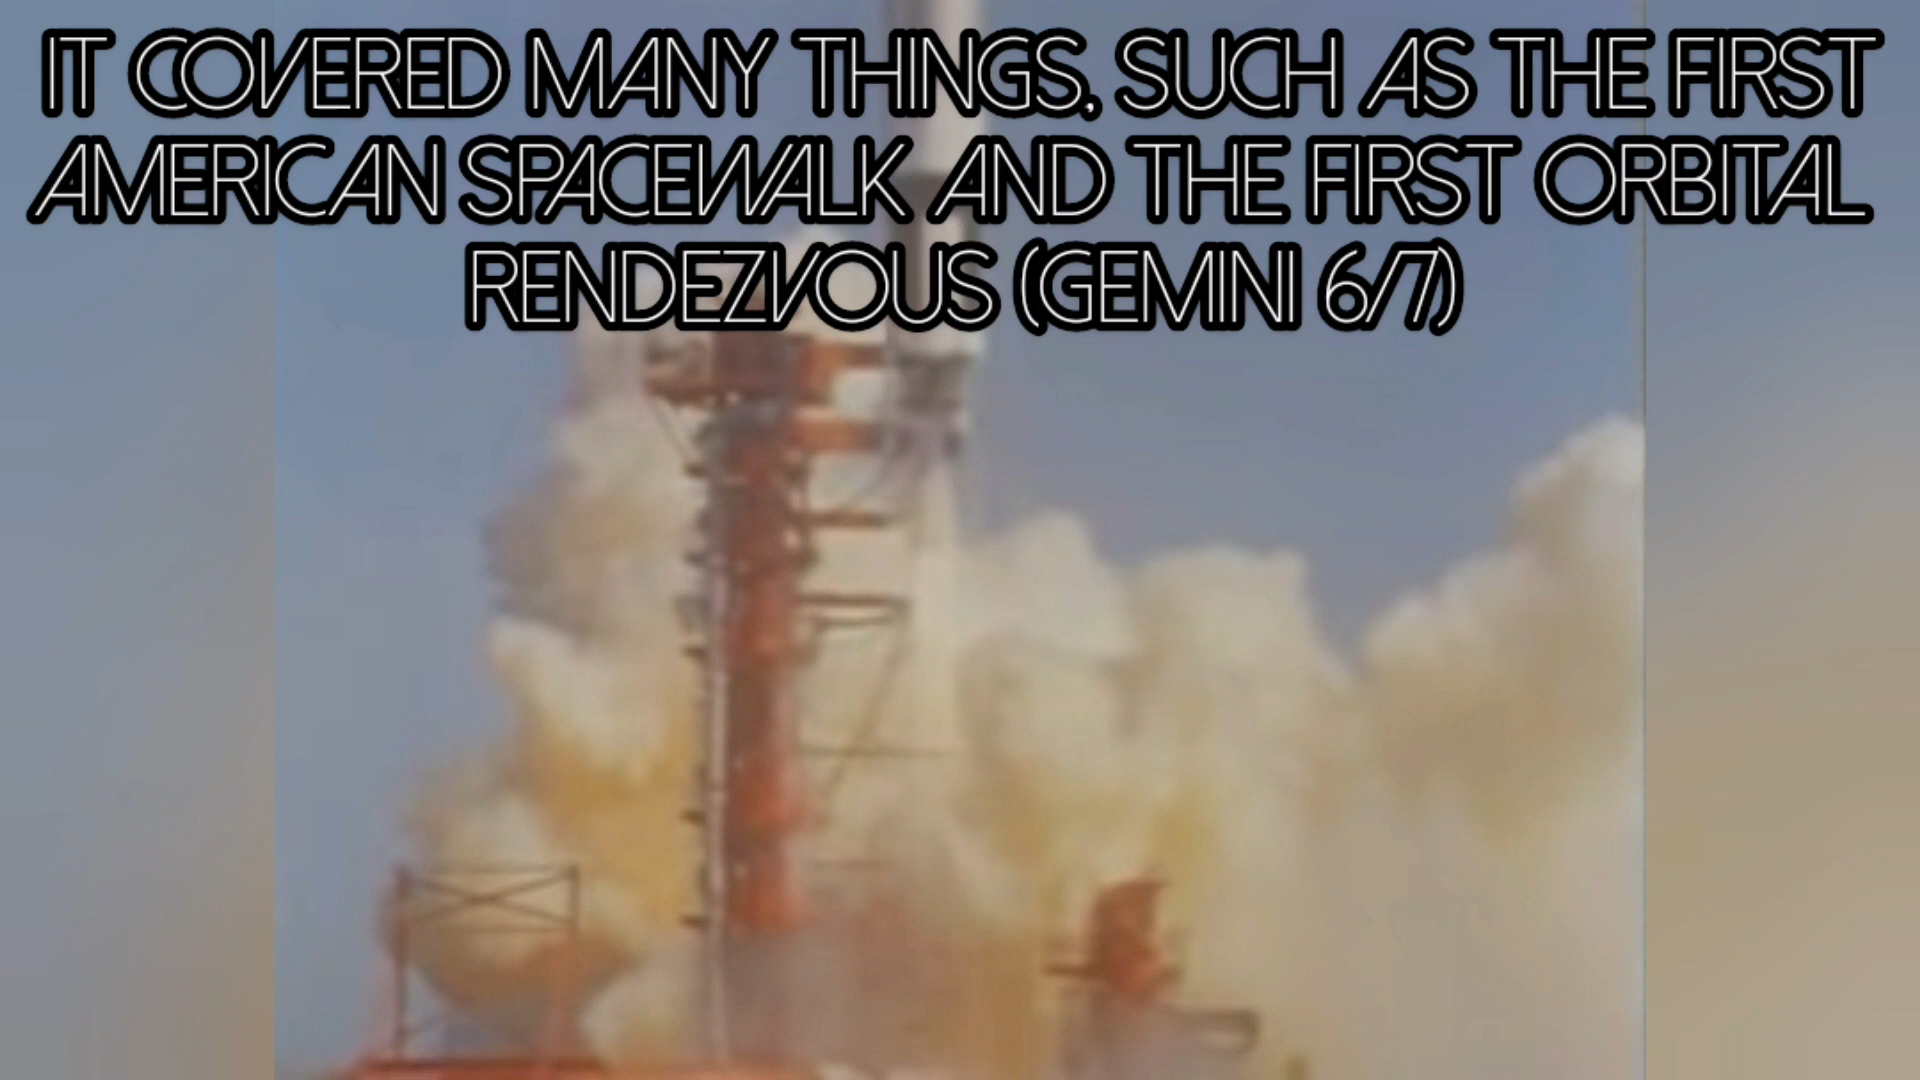 IT COVERED MANY THINGS, SUCH AS THE FIRST
AMERICAN SPACEWALK AND THE FIRST ORBITAL
RENDEZVOUS (GEMINI 6/7)